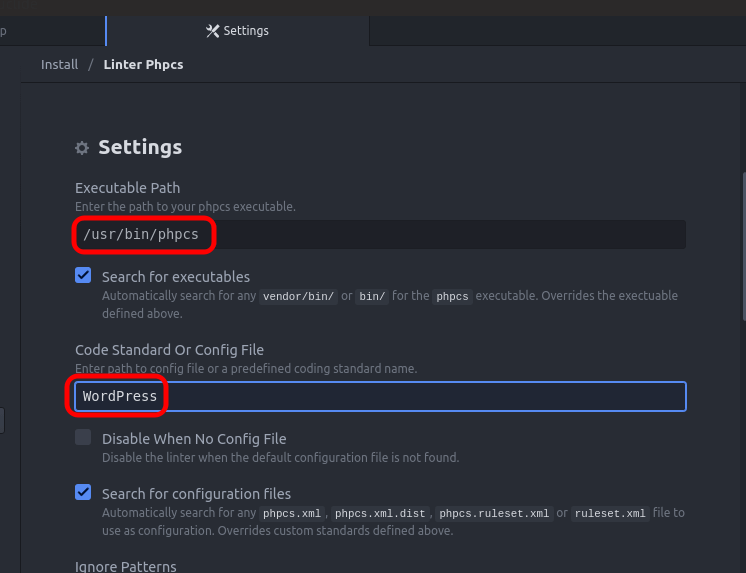 p
Settings
Install / Linter Phpcs
Settings
Executable Path
Enter the path to your phpcs executable.
/usr/bin/phpcs
Search for executables
Automatically search for any vendor/bin/ or bin/ for the phpcs executable. Overrides the exectuable
defined above.
Code Standard Or Config File
Enter path to config file or a predefined coding standard name.
WordPress
Disable When No Config File
Disable the linter when the default configuration file is not found.
Search for configuration files
Automatically search for any phpcs.xml, phpcs.xml.dist, phpcs.ruleset.xml or ruleset.xml file to
use as configuration. Overrides custom standards defined above.
Ignore Patterns